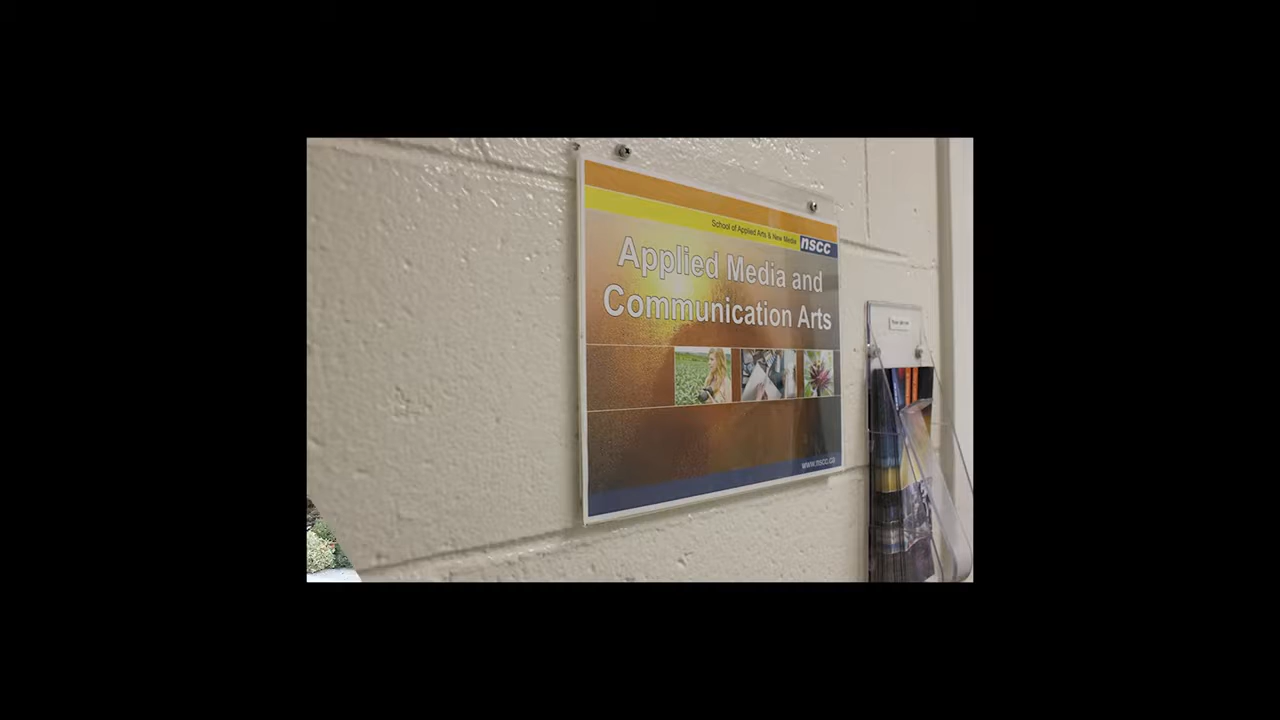 School of Applied Arts & New Media
nscc
Applied Media and
Communication Arts
www.nscc.ca